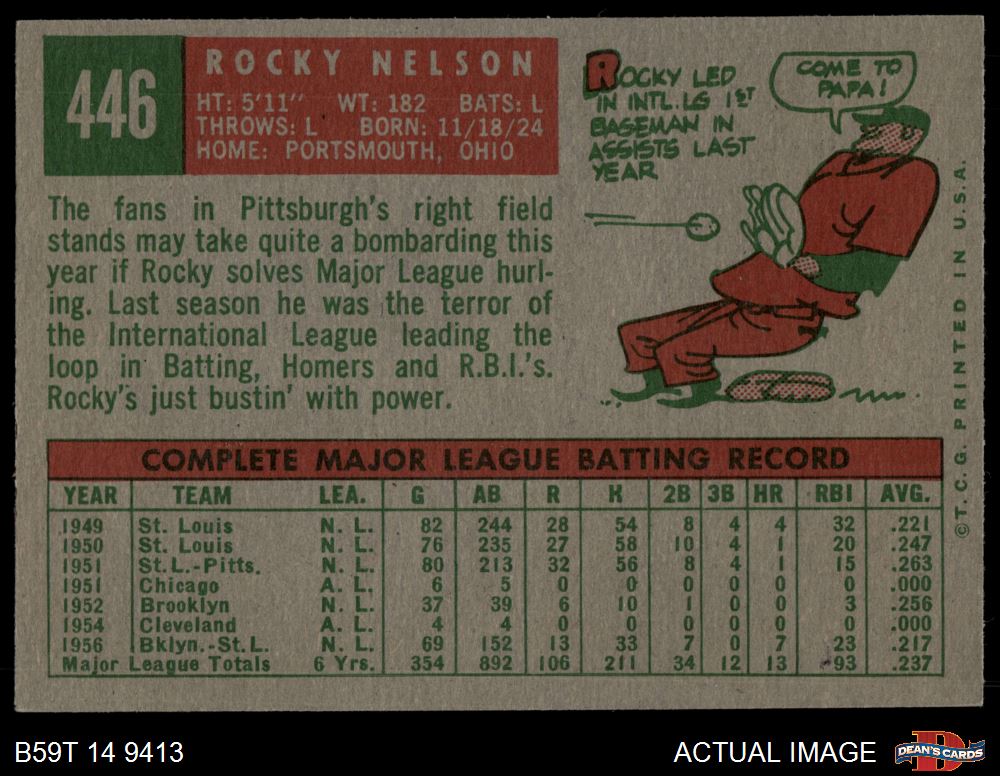 446
ROCKY NELSON
HT: 5'11" WT: 182 BATS: L
THROWS: L BORN: 11/18/24
HOME: PORTSMOUTH, OHIO
ROCKY LED
IN INTL. LG 1ST
BASEMAN IN
ASSISTS LAST
YEAR
COME TO
PAPA!
The fans in Pittsburgh's right field
stands may take quite a bombarding this
year if Rocky solves Major League hurl-
ing. Last season he was the terror of
the International League leading the
loop in Batting, Homers and R.B.I.'s.
Rocky's just bustin' with power.
COMPLETE MAJOR LEAGUE BATTING RECORD
YEAR TEAM LEA. G AB R H 2B 3B HR RBI AVG.
1949 St. Louis N. L. 82 244 28 54 8 4 4 32 .221
1950 St. Louis N. L. 76 235 27 58 10 4 1 20 .247
1951 St.L.-Pitts. N. L. 80 213 32 56 8 4 1 15 .263
1951 Chicago A. L. 6 5 0 0 0 0 0 0 .000
1952 Brooklyn N. L. 37 39 6 10 1 0 0 3 .256
1954 Cleveland A. L. 4 4 0 0 0 0 0 0 .000
1956 Bklyn.-St.L. N. L. 69 152 13 33 7 0 7 23 .217
Major League Totals 6 Yrs. 354 892 106 211 34 12 13 93 .237
©T.C.G. PRINTED IN U.S.A.
B59T 14 9413
ACTUAL IMAGE
DEAN'S CARDS